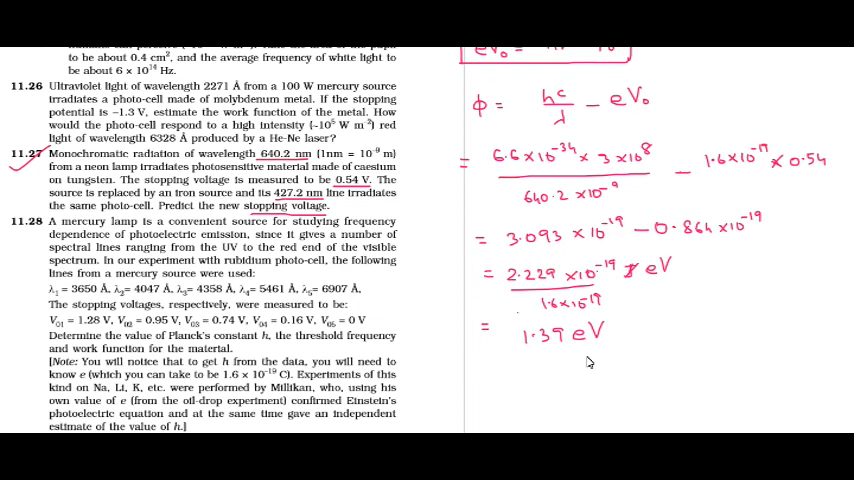 to be about 0.4 cm², and the average frequency of white light to
be about 6 × 10¹⁴ Hz.
11.26 Ultraviolet light of wavelength 2271 Å from a 100 W mercury source
irradiates a photo-cell made of molybdenum metal. If the stopping
potential is –1.3 V, estimate the work function of the metal. How
would the photo-cell respond to a high intensity (~10⁵ W m⁻²) red
light of wavelength 6328 Å produced by a He-Ne laser?
11.27 Monochromatic radiation of wavelength 640.2 nm (1nm = 10⁻⁹ m)
from a neon lamp irradiates photosensitive material made of caesium
on tungsten. The stopping voltage is measured to be 0.54 V. The
source is replaced by an iron source and its 427.2 nm line irradiates
the same photo-cell. Predict the new stopping voltage.
11.28 A mercury lamp is a convenient source for studying frequency
dependence of photoelectric emission, since it gives a number of
spectral lines ranging from the UV to the red end of the visible
spectrum. In our experiment with rubidium photo-cell, the following
lines from a mercury source were used:
λ₁ = 3650 Å, λ₂= 4047 Å, λ₃= 4358 Å, λ₄= 5461 Å, λ₅= 6907 Å,
The stopping voltages, respectively, were measured to be:
V₀₁ = 1.28 V, V₀₂ = 0.95 V, V₀₃ = 0.74 V, V₀₄ = 0.16 V, V₀₅ = 0 V
Determine the value of Planck's constant h, the threshold frequency
and work function for the material.
[Note: You will notice that to get h from the data, you will need to
know e (which you can take to be 1.6 × 10⁻¹⁹ C). Experiments of this
kind on Na, Li, K, etc. were performed by Millikan, who, using his
own value of e (from the oil-drop experiment) confirmed Einstein's
photoelectric equation and at the same time gave an independent
estimate of the value of h.]
eV₀ =
φ = hc/λ – eV₀
= 6.6×10⁻³⁴ × 3×10⁸ / 640.2 ×10⁻⁹ – 1.6×10⁻¹⁹ × 0.54
= 3.093 ×10⁻¹⁹ – 0.864×10⁻¹⁹
= 2.229 ×10⁻¹⁹ / 1.6×10⁻¹⁹ eV
= 1.39 eV